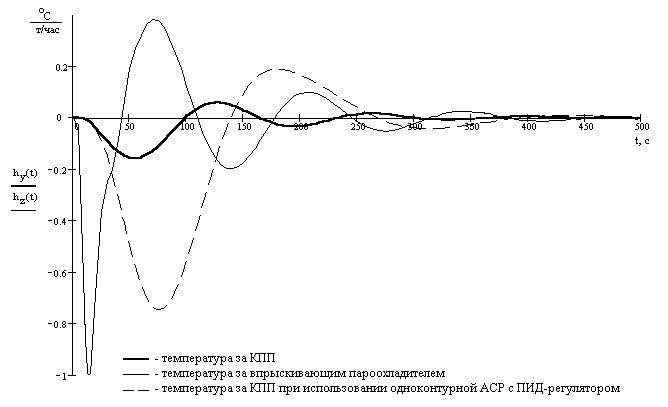 °C
т/час
0.2
0
0
50
100
150
200
250
300
350
400
450
500
t, с
−0.2
hy(t)
hz(t)
−0.4
−0.6
−0.8
−1
- температура за КПП
- температура за впрыскивающим пароохладителем
- температура за КПП при использовании одноконтурной АСР с ПИД-регулятором